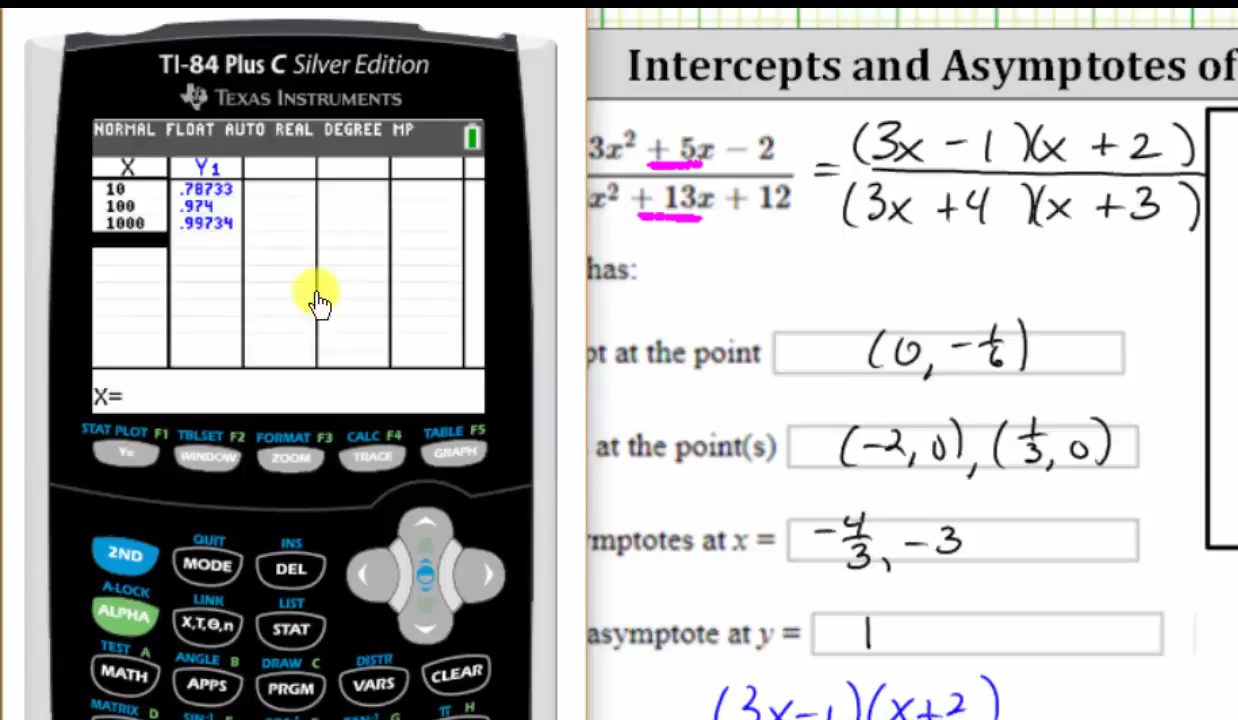 TI-84 Plus C Silver Edition
TEXAS INSTRUMENTS
NORMAL FLOAT AUTO REAL DEGREE MP
X Y1
10 .78733
100 .974
1000 .99734
X=
STAT PLOT F1 TBLSET F2 FORMAT F3 CALC F4 TABLE F5
Y= WINDOW ZOOM TRACE GRAPH
QUIT INS
2ND MODE DEL
A-LOCK LINK LIST
ALPHA X,T,θ,n STAT
TEST A ANGLE B DRAW C DISTR
MATH APPS PRGM VARS CLEAR
MATRIX D
π H
Intercepts and Asymptotes of
3x² + 5x − 2 = (3x − 1)(x + 2)
x² + 13x + 12 (3x + 4)(x + 3)
has:
pt at the point (0, −1/6)
at the point(s) (−2, 0), (1/3, 0)
mptotes at x = −4/3, −3
asymptote at y = 1
(3x−1)(x+2)